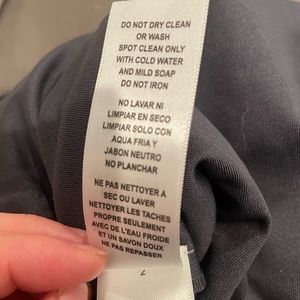 DO NOT DRY CLEAN
OR WASH
SPOT CLEAN ONLY
WITH COLD WATER
AND MILD SOAP
DO NOT IRON
NO LAVAR NI
LIMPIAR EN SECO
LIMPIAR SOLO CON
AQUA FRIA Y
JABON NEUTRO
NO PLANCHAR
NE PAS NETTOYER A
SEC OU LAVER
NETTOYER LES TACHES
PROPRE SEULEMENT
AVEC DE L'EAU FROIDE
ET UN SAVON DOUX
NE PAS REPASSER